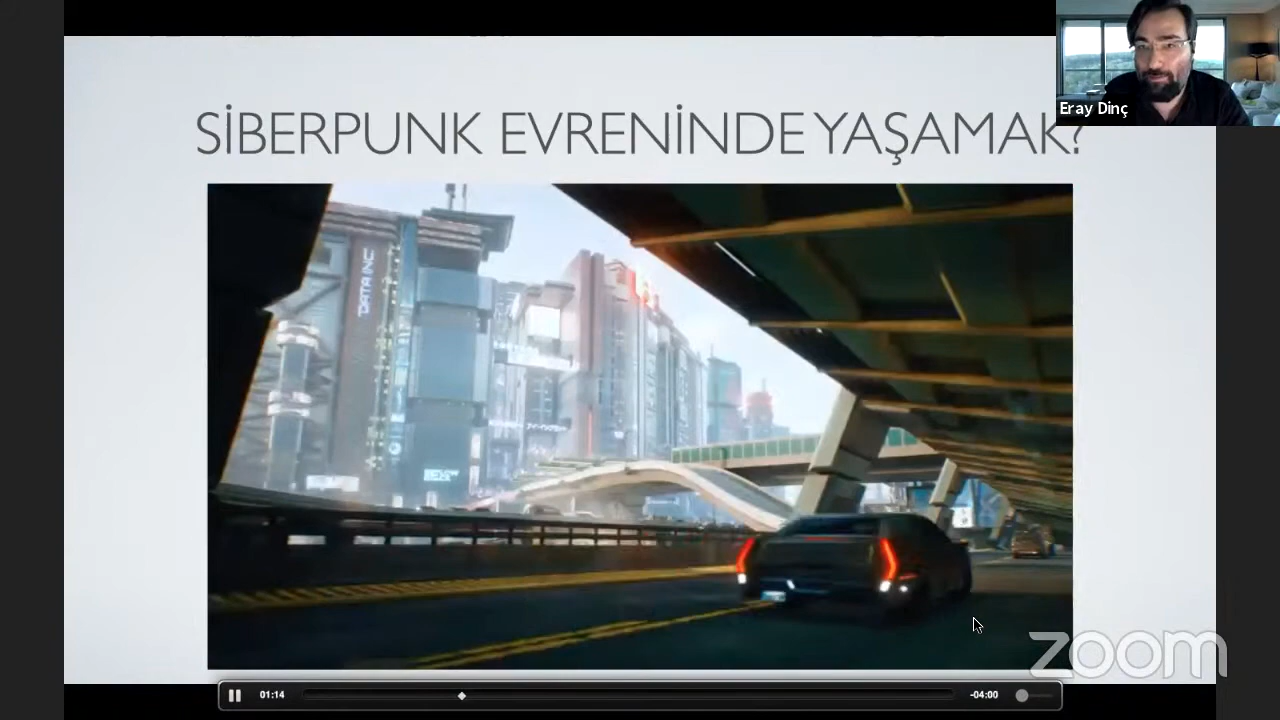 Eray Dinç
SİBERPUNK EVRENİNDE YAŞAMAK?
DATA INC
zoom
01:14
-04:00